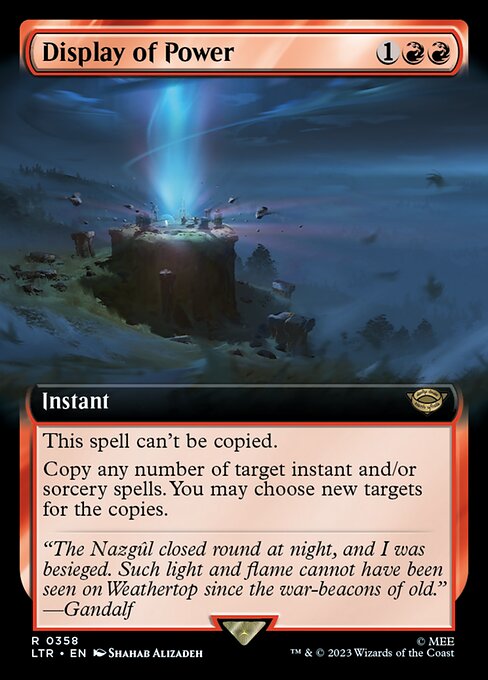 Display of Power 1
Instant
This spell can't be copied.
Copy any number of target instant and/or
sorcery spells. You may choose new targets
for the copies.
“The Nazgûl closed round at night, and I was
besieged. Such light and flame cannot have been
seen on Weathertop since the war-beacons of old.”
—Gandalf
R 0358
LTR • EN Shahab Alizadeh
© MEE
™ & © 2023 Wizards of the Coast